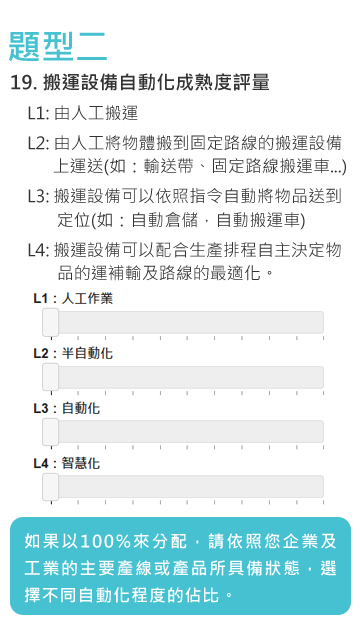 題型二
19. 搬運設備自動化成熟度評量
L1: 由人工搬運
L2: 由人工將物體搬到固定路線的搬運設備
上運送(如：輸送帶、固定路線搬運車...)
L3: 搬運設備可以依照指令自動將物品送到
定位(如：自動倉儲，自動搬運車)
L4: 搬運設備可以配合生產排程自主決定物
品的運補輸及路線的最適化。
L1：人工作業
L2：半自動化
L3：自動化
L4：智慧化
如果以100%來分配，請依照您企業及
工業的主要產線或產品所具備狀態，選
擇不同自動化程度的佔比。